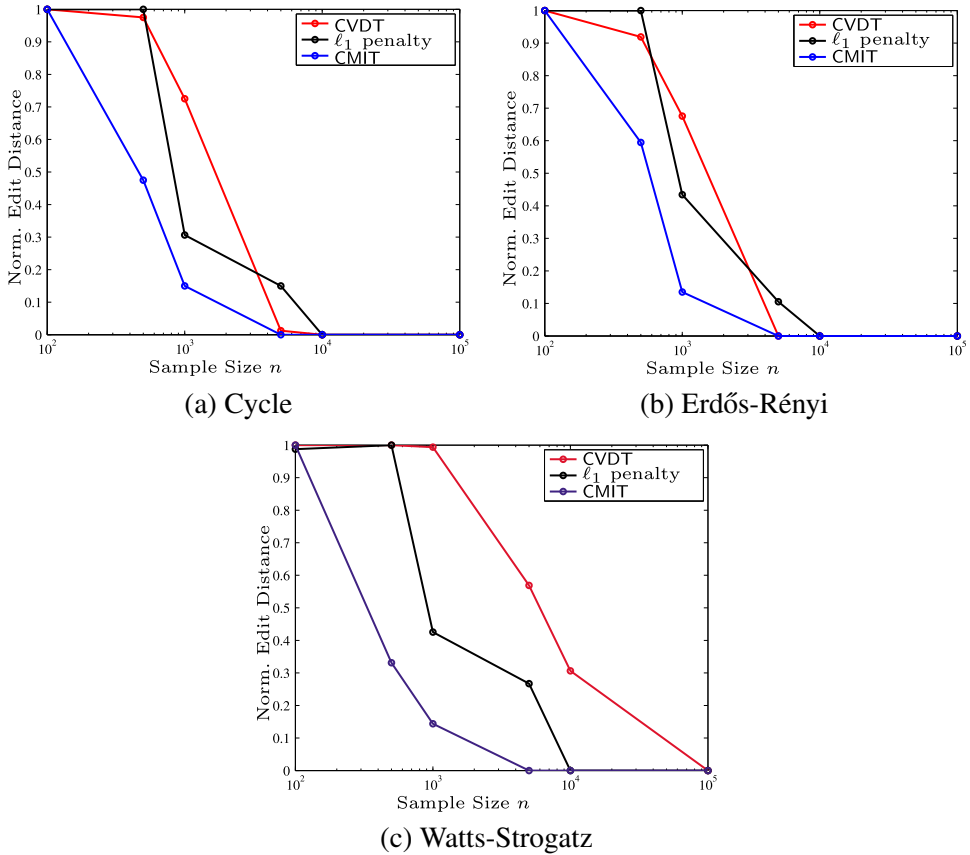 CVDT
ℓ₁ penalty
CMIT
Norm. Edit Distance
1
0.9
0.8
0.7
0.6
0.5
0.4
0.3
0.2
0.1
0
10² 10³ 10⁴ 10⁵
Sample Size n
(a) Cycle
CVDT
ℓ₁ penalty
CMIT
Norm. Edit Distance
1
0.9
0.8
0.7
0.6
0.5
0.4
0.3
0.2
0.1
0
10² 10³ 10⁴ 10⁵
Sample Size n
(b) Erdős-Rényi
CVDT
ℓ₁ penalty
CMIT
Norm. Edit Distance
1
0.9
0.8
0.7
0.6
0.5
0.4
0.3
0.2
0.1
0
10² 10³ 10⁴ 10⁵
Sample Size n
(c) Watts-Strogatz